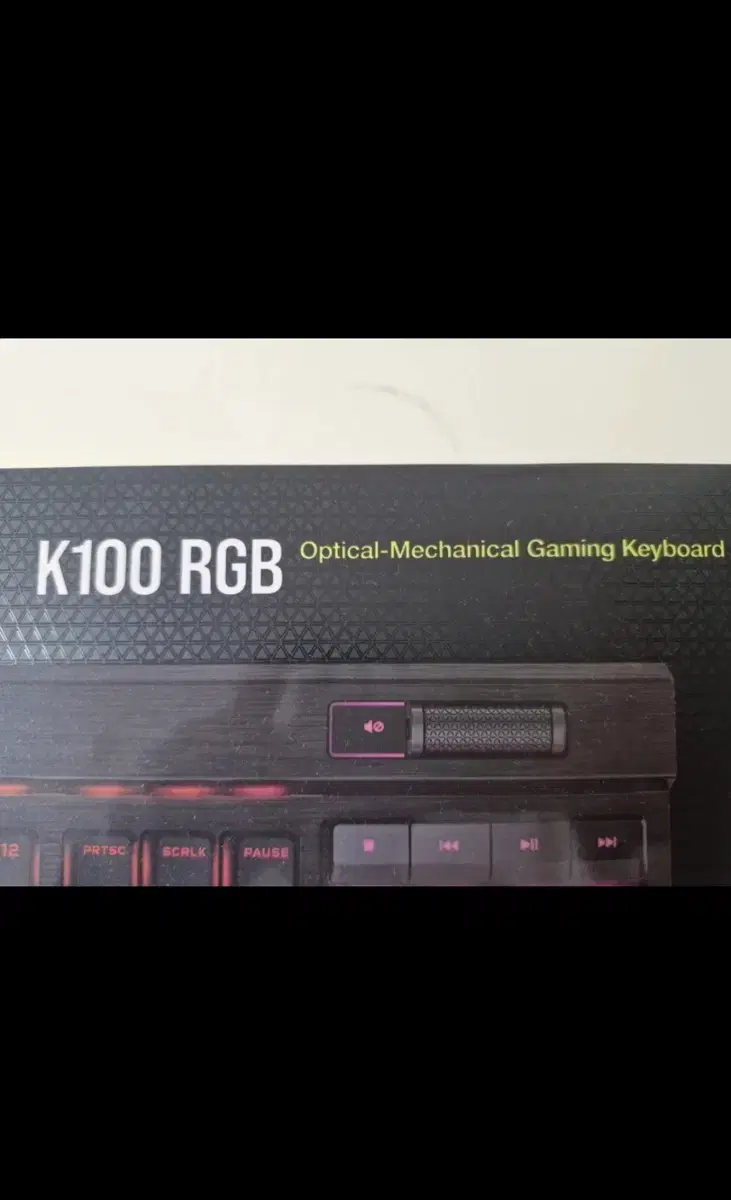 K100 RGB Optical-Mechanical Gaming Keyboard
12 PRTSC SCRLK PAUSE